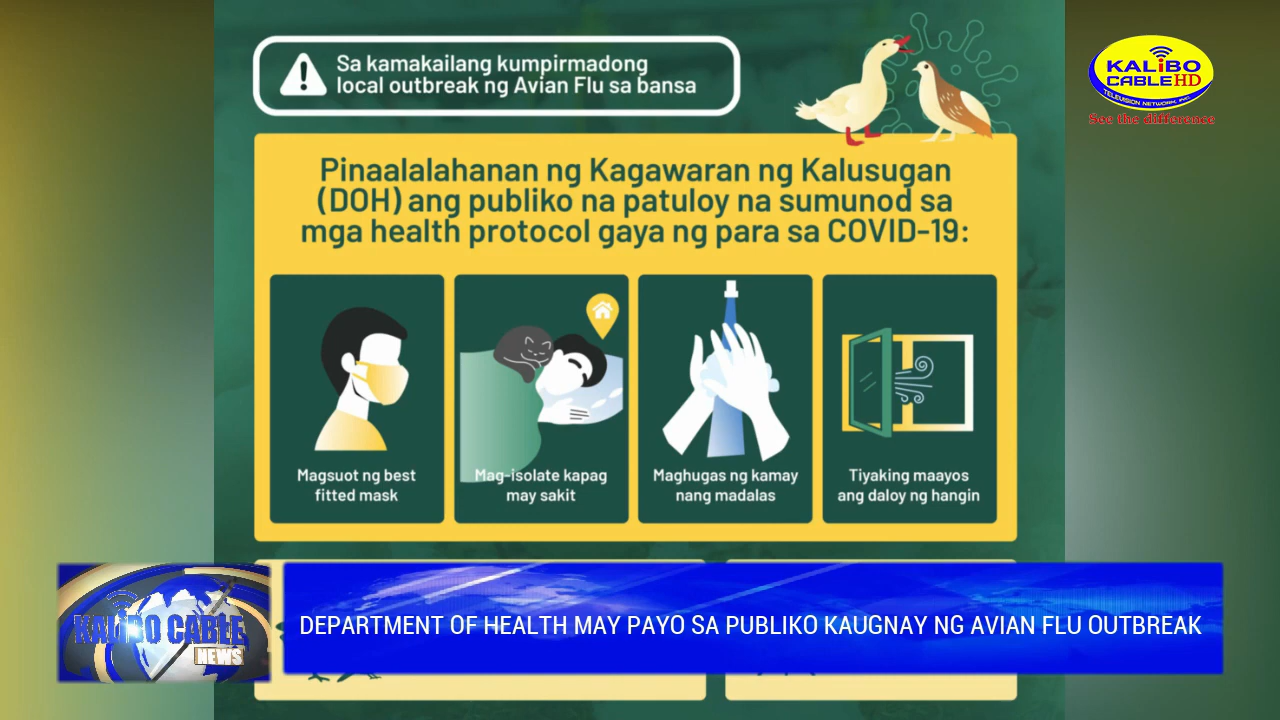 Sa kamakailang kumpirmadong
local outbreak ng Avian Flu sa bansa
KALiBO
CABLE HD
TELEVISION NETWORK, INC.
See the difference
Pinaalalahanan ng Kagawaran ng Kalusugan
(DOH) ang publiko na patuloy na sumunod sa
mga health protocol gaya ng para sa COVID-19:
Magsuot ng best
fitted mask
Mag-isolate kapag
may sakit
Maghugas ng kamay
nang madalas
Tiyaking maayos
ang daloy ng hangin
KALIBO CABLE
NEWS
DEPARTMENT OF HEALTH MAY PAYO SA PUBLIKO KAUGNAY NG AVIAN FLU OUTBREAK